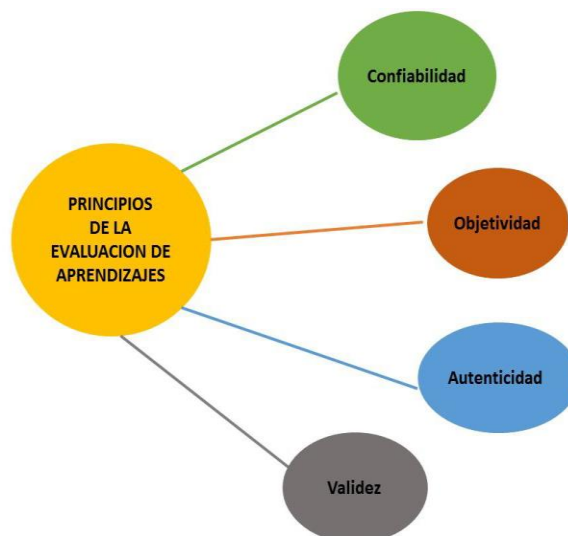 Confiabilidad
PRINCIPIOS
DE LA
EVALUACION DE
APRENDIZAJES
Objetividad
Autenticidad
Validez